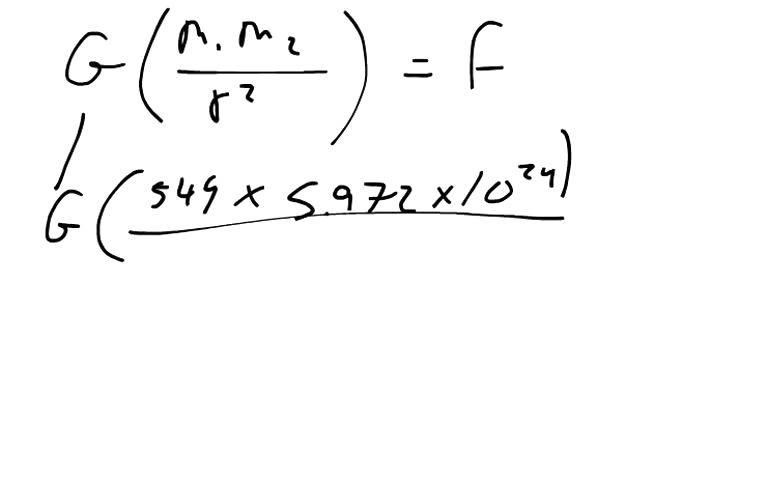 G(m₁m₂/r²) = F
G(549 × 5.972 × 10²⁴)